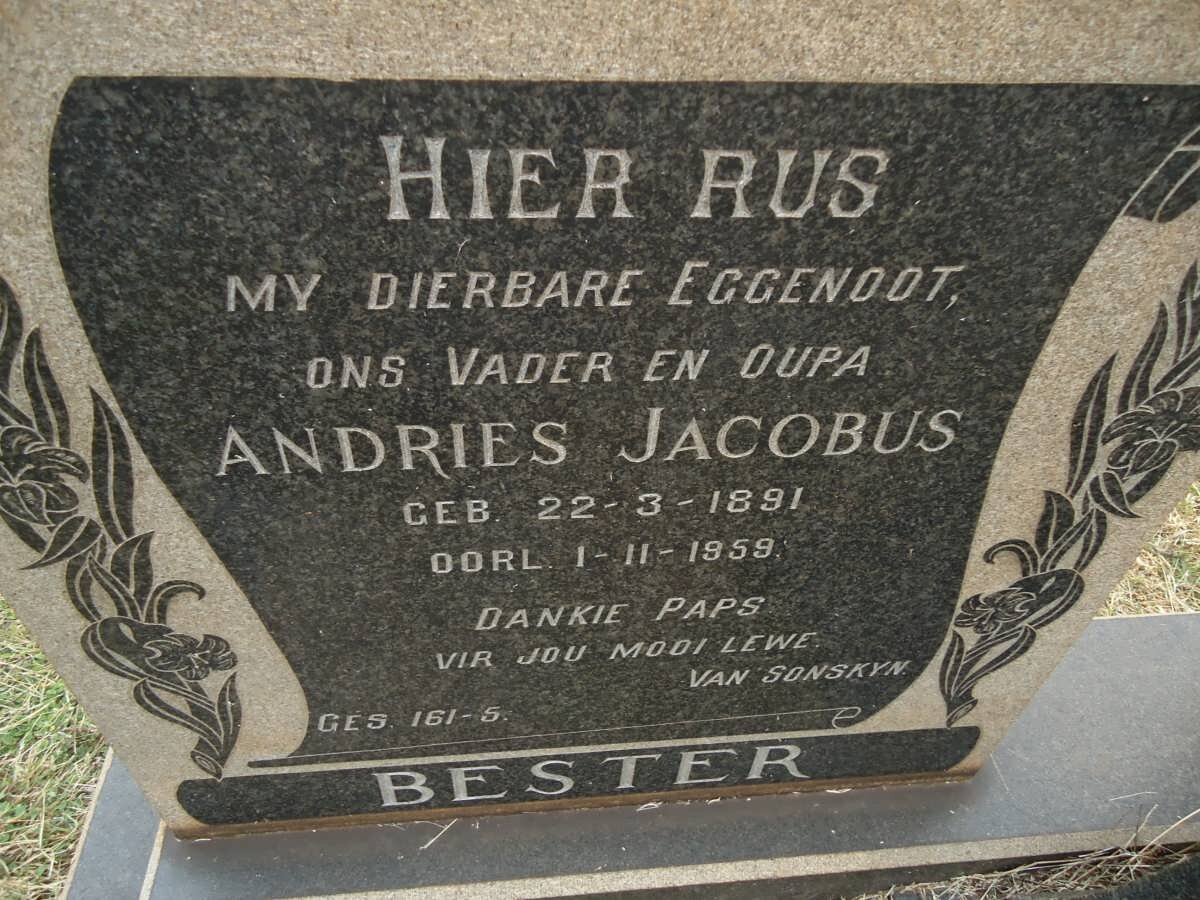 HIER RUS
MY DIERBARE EGGENOOT,
ONS VADER EN OUPA
ANDRIES JACOBUS
GEB. 22-3-1891
OORL. 1-11-1959.
DANKIE PAPS
VIR JOU MOOI LEWE.
VAN SONSKYN.
GES. 161-5.
BESTER